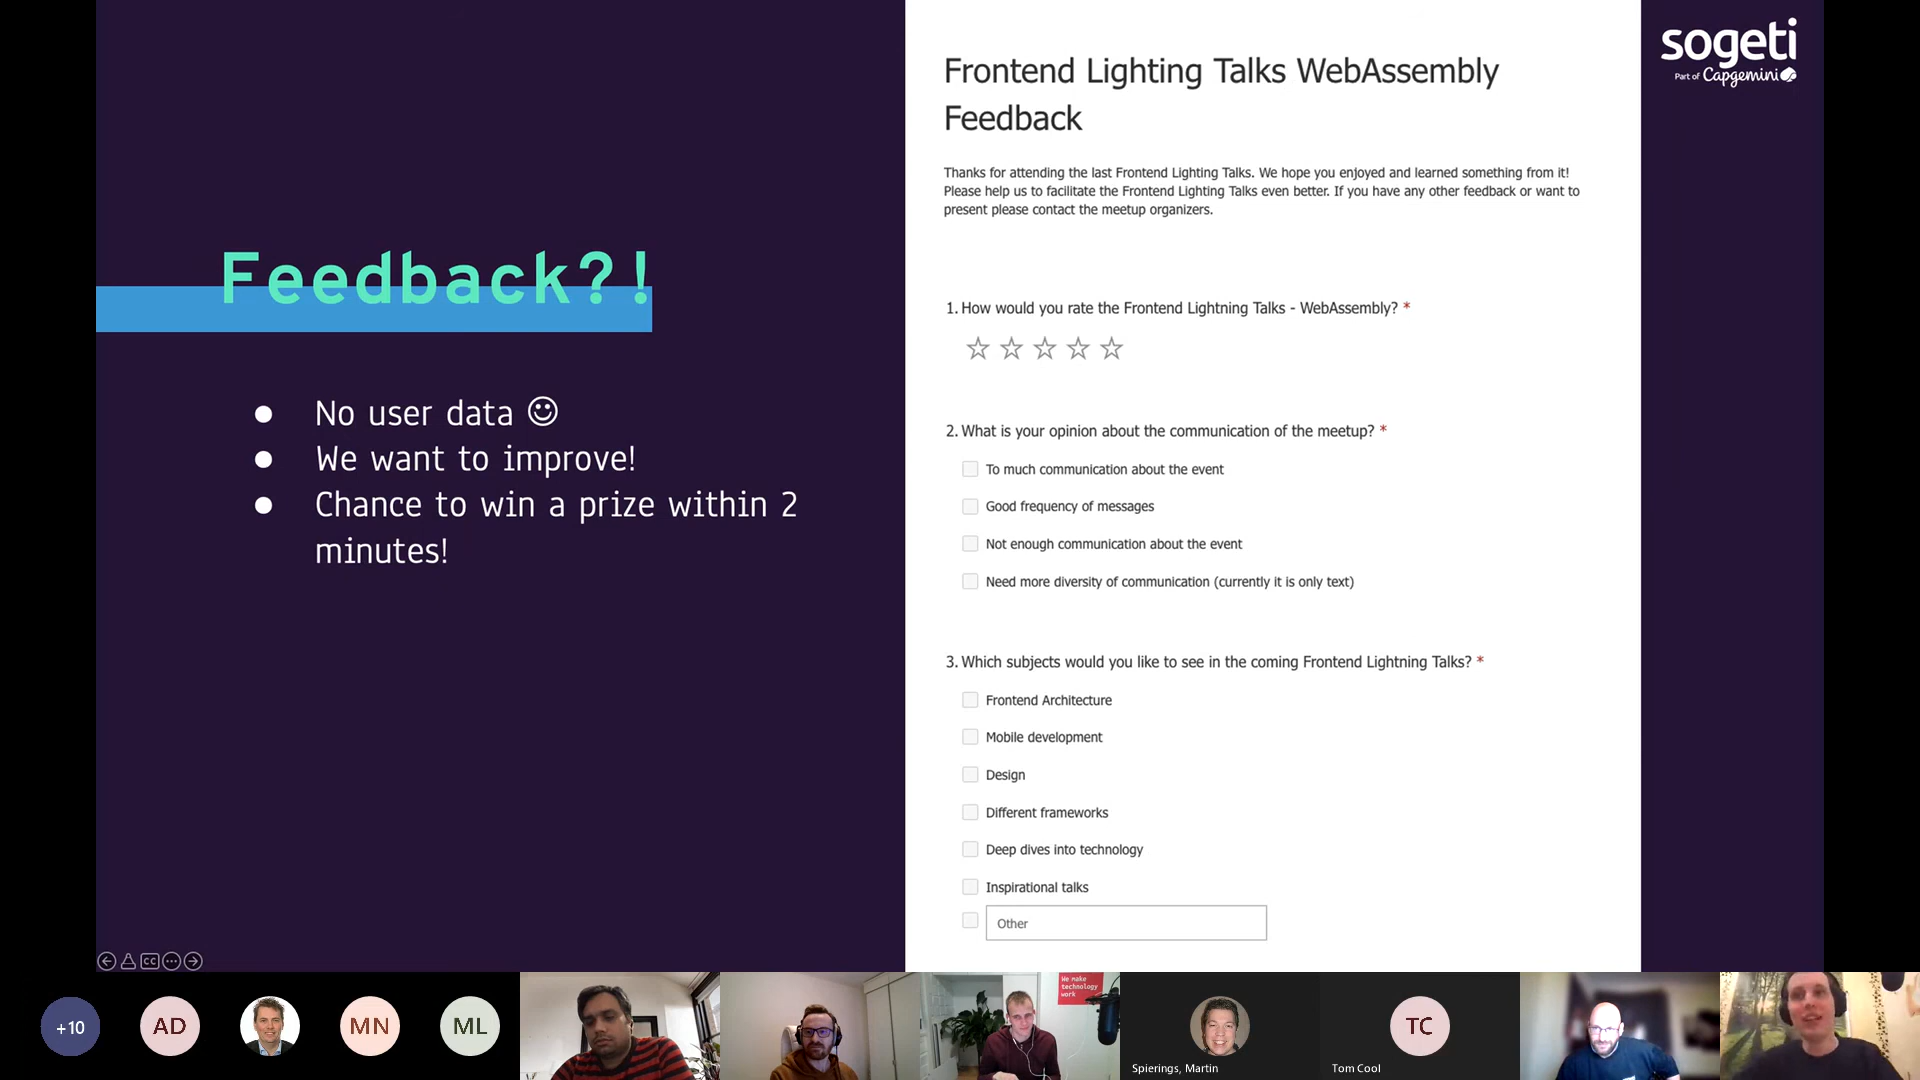 Feedback?!
No user data
We want to improve!
Chance to win a prize within 2
minutes!
Frontend Lighting Talks WebAssembly
Feedback
Thanks for attending the last Frontend Lighting Talks. We hope you enjoyed and learned something from it!
Please help us to facilitate the Frontend Lighting Talks even better. If you have any other feedback or want to
present please contact the meetup organizers.
1. How would you rate the Frontend Lightning Talks - WebAssembly? *
2. What is your opinion about the communication of the meetup? *
To much communication about the event
Good frequency of messages
Not enough communication about the event
Need more diversity of communication (currently it is only text)
3. Which subjects would you like to see in the coming Frontend Lightning Talks? *
Frontend Architecture
Mobile development
Design
Different frameworks
Deep dives into technology
Inspirational talks
Other
sogeti
Part of Capgemini
CC
+10
AD
MN
ML
We make
technology
work
Spierings, Martin
TC
Tom Cool